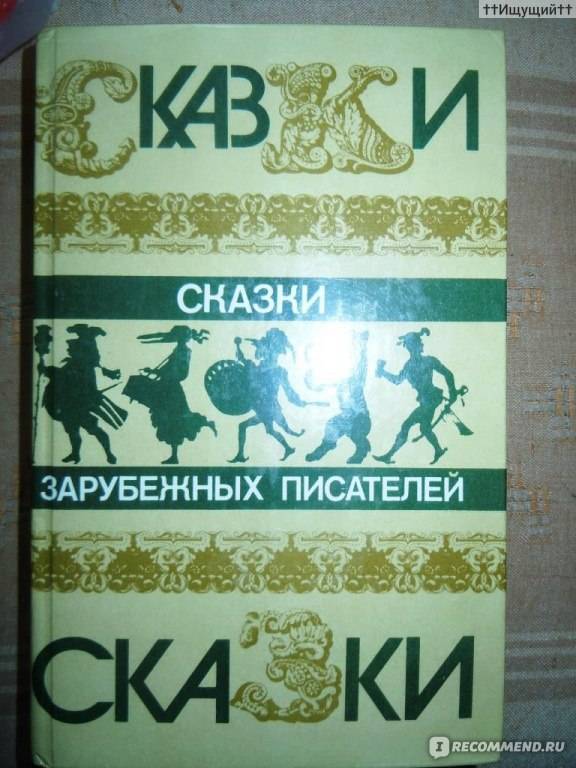 ††Ищущий††
СКАЗКИ
СКАЗКИ
ЗАРУБЕЖНЫХ ПИСАТЕЛЕЙ
СКАЗКИ
I RECOMMEND.RU